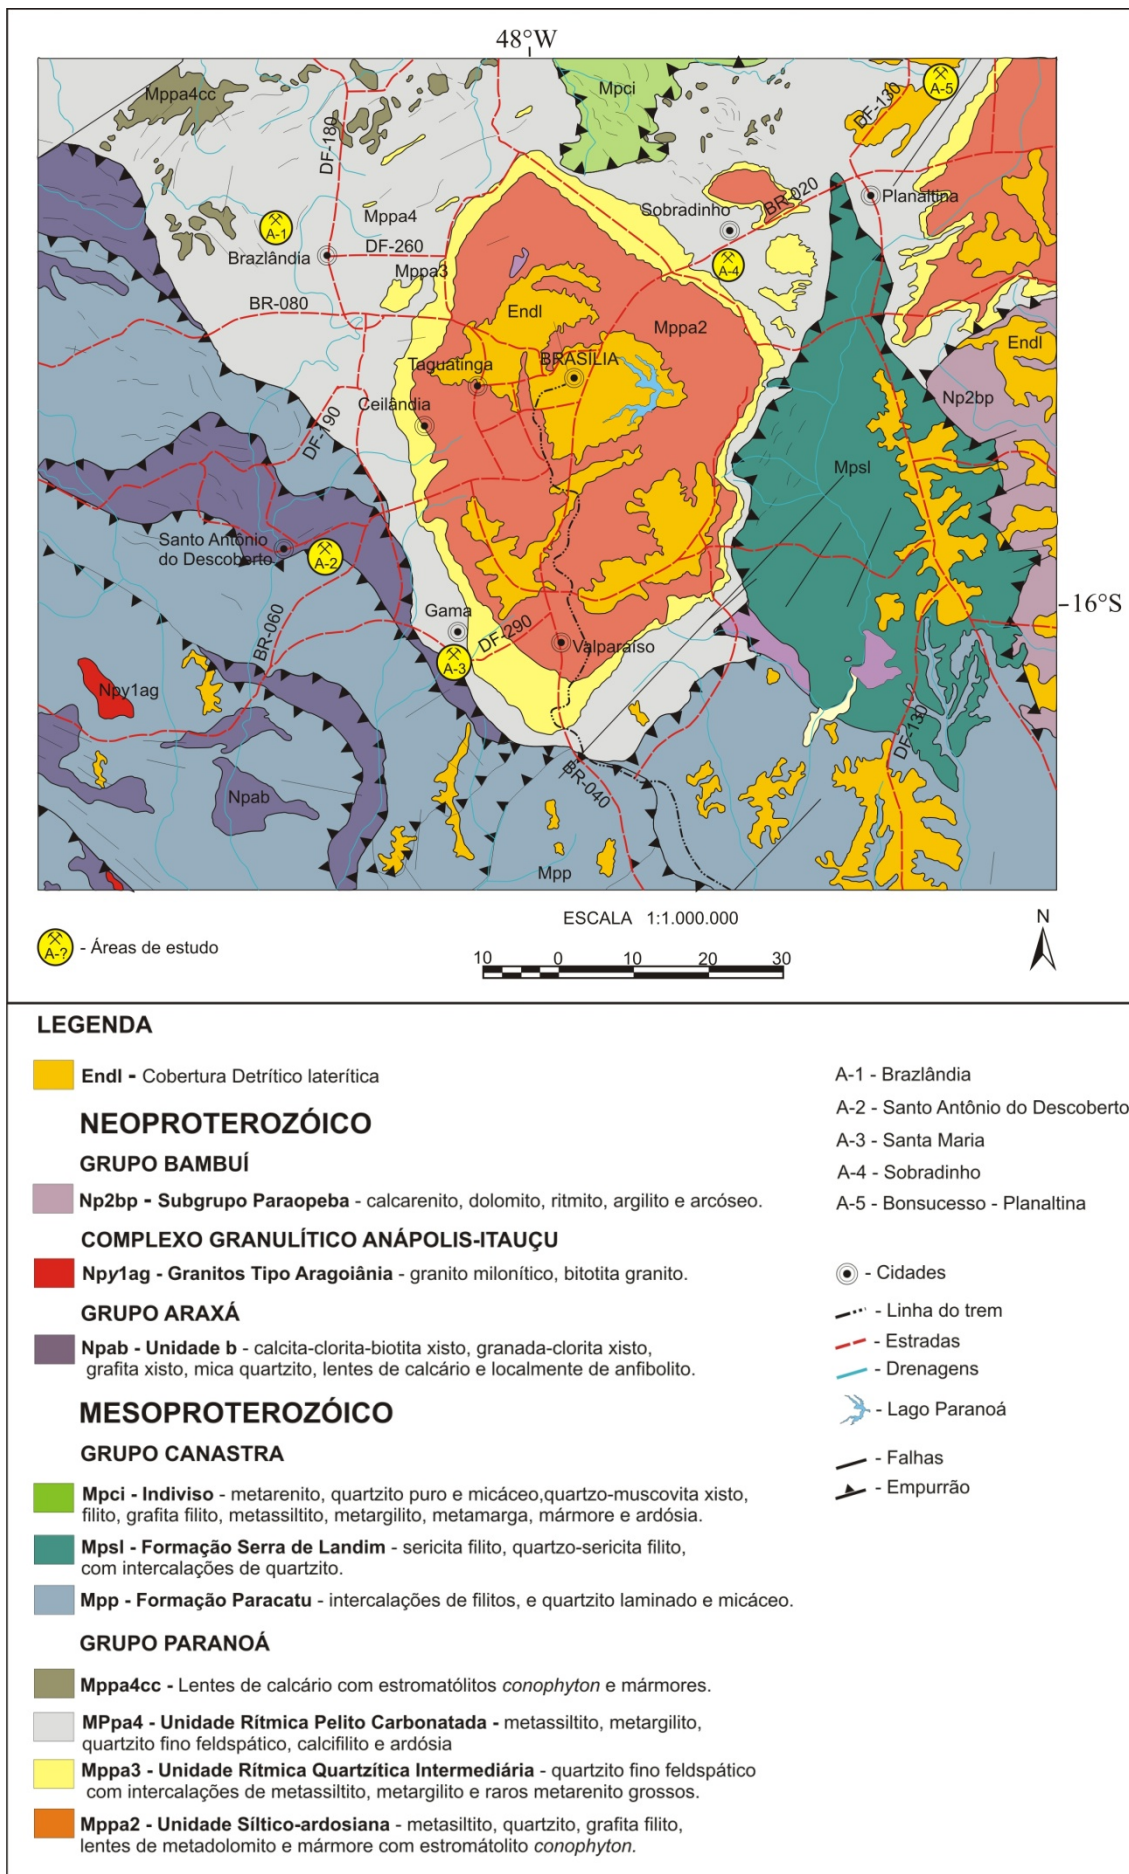 48°W
Mppa4cc
DF-180
Mpci
DF-130
A-5
Planaltina
Sobradinho
BR-020
A-1
Mppa4
Brazlândia
DF-260
Mppa3
A-4
BR-080
Endl
Mppa2
Endl
Taguatinga
BRASÍLIA
Np2bp
Ceilândia
DF-190
Mpsl
Santo Antônio
do Descoberto
A-2
16°S
Gama
DF-290
BR-060
A-3
Valparaíso
Npy1ag
DF-130
BR-040
Npab
Mpp
ESCALA 1:1.000.000
N
A-? - Áreas de estudo
10 0 10 20 30
LEGENDA
Endl - Cobertura Detrítico laterítica
NEOPROTEROZÓICO
GRUPO BAMBUÍ
Np2bp - Subgrupo Paraopeba - calcarenito, dolomito, ritmito, argilito e arcóseo.
COMPLEXO GRANULÍTICO ANÁPOLIS-ITAUÇU
Npy1ag - Granitos Tipo Aragoiânia - granito milonítico, bitotita granito.
GRUPO ARAXÁ
Npab - Unidade b - calcita-clorita-biotita xisto, granada-clorita xisto,
grafita xisto, mica quartzito, lentes de calcário e localmente de anfibolito.
MESOPROTEROZÓICO
GRUPO CANASTRA
Mpci - Indiviso - metarenito, quartzito puro e micáceo,quartzo-muscovita xisto,
filito, grafita filito, metassiltito, metargilito, metamarga, mármore e ardósia.
Mpsl - Formação Serra de Landim - sericita filito, quartzo-sericita filito,
com intercalações de quartzito.
Mpp - Formação Paracatu - intercalações de filitos, e quartzito laminado e micáceo.
GRUPO PARANOÁ
Mppa4cc - Lentes de calcário com estromatólitos conophyton e mármores.
MPpa4 - Unidade Rítmica Pelito Carbonatada - metassiltito, metargilito,
quartzito fino feldspático, calcifilito e ardósia
Mppa3 - Unidade Rítmica Quartzítica Intermediária - quartzito fino feldspático
com intercalações de metassiltito, metargilito e raros metarenito grossos.
Mppa2 - Unidade Síltico-ardosiana - metasiltito, quartzito, grafita filito,
lentes de metadolomito e mármore com estromátolito conophyton.
A-1 - Brazlândia
A-2 - Santo Antônio do Descoberto
A-3 - Santa Maria
A-4 - Sobradinho
A-5 - Bonsucesso - Planaltina
- Cidades
- Linha do trem
- Estradas
- Drenagens
- Lago Paranoá
- Falhas
- Empurrão